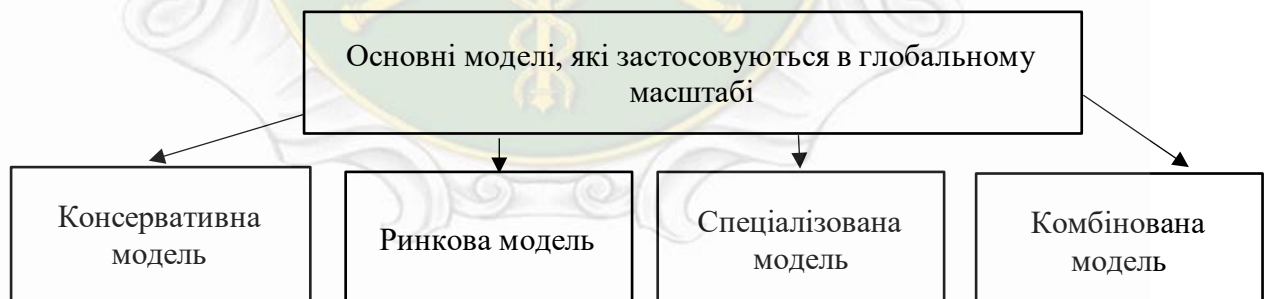 Основні моделі, які застосовуються в глобальному
масштабі
Консервативна
модель
Ринкова модель
Спеціалізована
модель
Комбінована
модель